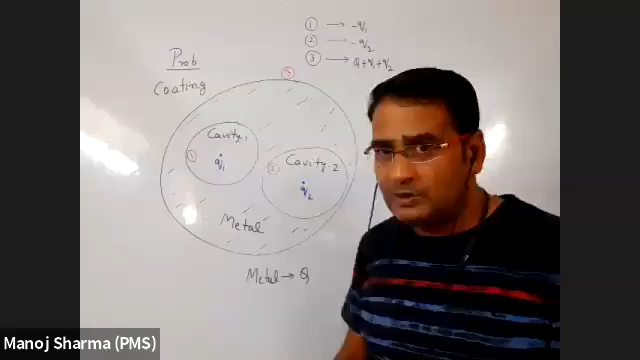 ① → -q₁
② → -q₂
③ → Q+q₁+q₂
Prob
Coating
③
Cavity-1
①
q₁
Cavity-2
②
q₂
Metal
Metal → Q
Manoj Sharma (PMS)